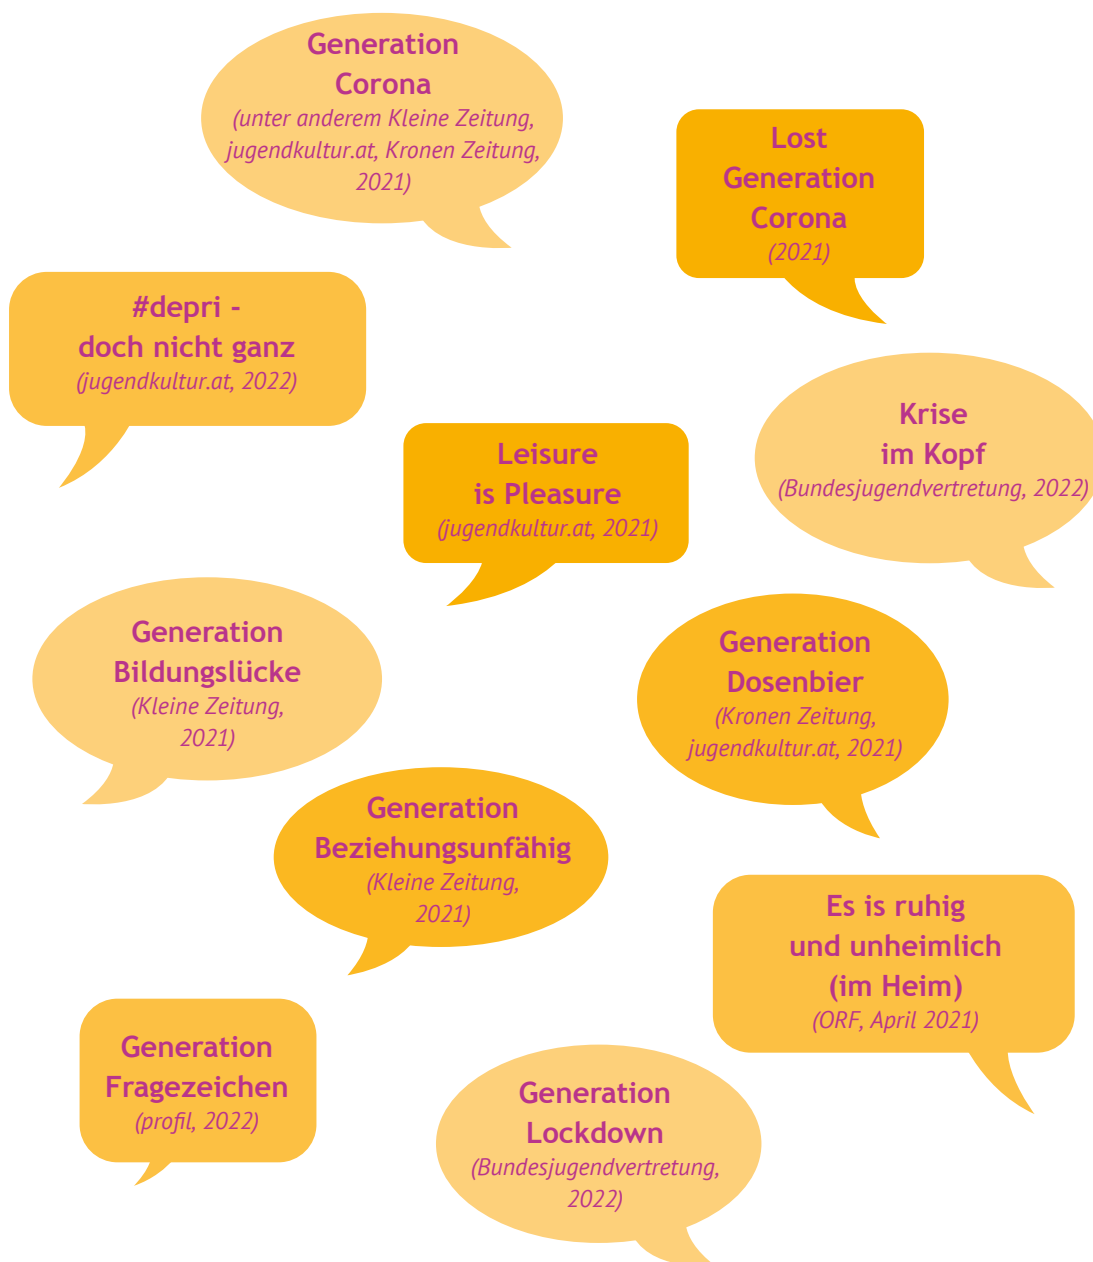 Generation
Corona
(unter anderem Kleine Zeitung,
jugendkultur.at, Kronen Zeitung,
2021)
Lost
Generation
Corona
(2021)
#depri -
doch nicht ganz
(jugendkultur.at, 2022)
Krise
im Kopf
(Bundesjugendvertretung, 2022)
Leisure
is Pleasure
(jugendkultur.at, 2021)
Generation
Bildungslücke
(Kleine Zeitung,
2021)
Generation
Dosenbier
(Kronen Zeitung,
jugendkultur.at, 2021)
Generation
Beziehungsunfähig
(Kleine Zeitung,
2021)
Es is ruhig
und unheimlich
(im Heim)
(ORF, April 2021)
Generation
Fragezeichen
(profil, 2022)
Generation
Lockdown
(Bundesjugendvertretung,
2022)